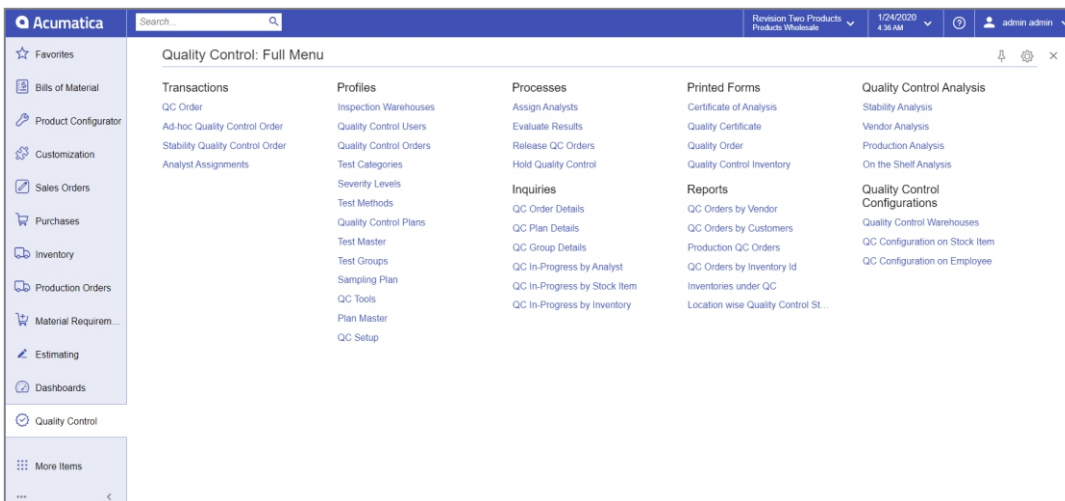 Acumatica
Search...
Revision Two Products
Products Wholesale
1/24/2020
4:36 AM
admin admin
Favorites
Bills of Material
Product Configurator
Customization
Sales Orders
Purchases
Inventory
Production Orders
Material Requirem...
Estimating
Dashboards
Quality Control
More Items
Quality Control: Full Menu
Transactions
QC Order
Ad-hoc Quality Control Order
Stability Quality Control Order
Analyst Assignments
Profiles
Inspection Warehouses
Quality Control Users
Quality Control Orders
Test Categories
Severity Levels
Test Methods
Quality Control Plans
Test Master
Test Groups
Sampling Plan
QC Tools
Plan Master
QC Setup
Processes
Assign Analysts
Evaluate Results
Release QC Orders
Hold Quality Control
Inquiries
QC Order Details
QC Plan Details
QC Group Details
QC In-Progress by Analyst
QC In-Progress by Stock Item
QC In-Progress by Inventory
Printed Forms
Certificate of Analysis
Quality Certificate
Quality Order
Quality Control Inventory
Reports
QC Orders by Vendor
QC Orders by Customers
Production QC Orders
QC Orders by Inventory Id
Inventories under QC
Location wise Quality Control St...
Quality Control Analysis
Stability Analysis
Vendor Analysis
Production Analysis
On the Shelf Analysis
Quality Control
Configurations
Quality Control Warehouses
QC Configuration on Stock Item
QC Configuration on Employee